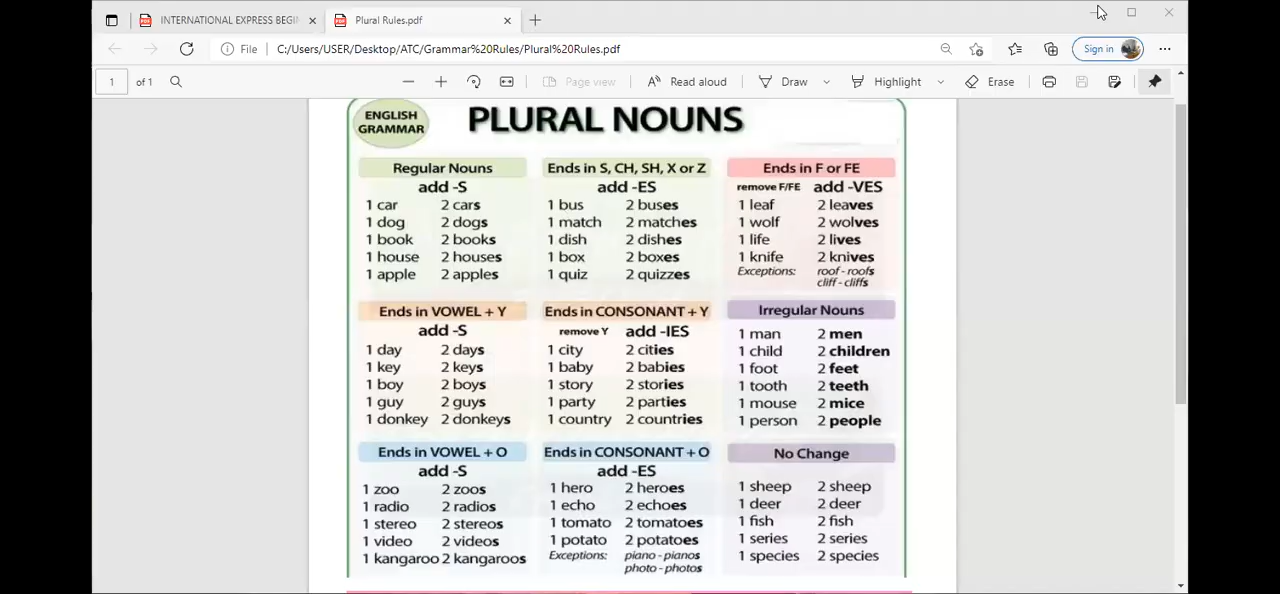 INTERNATIONAL EXPRESS BEGI
Plural Rules.pdf
File C:/Users/USER/Desktop/ATC/Grammar%20Rules/Plural%20Rules.pdf
Sign in
1 of 1
Page view
Read aloud
Draw
Highlight
Erase
ENGLISH
GRAMMAR
PLURAL NOUNS
Regular Nouns
add -S
1 car 2 cars
1 dog 2 dogs
1 book 2 books
1 house 2 houses
1 apple 2 apples
Ends in S, CH, SH, X or Z
add -ES
1 bus 2 buses
1 match 2 matches
1 dish 2 dishes
1 box 2 boxes
1 quiz 2 quizzes
Ends in F or FE
remove F/FE add -VES
1 leaf 2 leaves
1 wolf 2 wolves
1 life 2 lives
1 knife 2 knives
Exceptions: roof - roofs
cliff - cliffs
Ends in VOWEL + Y
add -S
1 day 2 days
1 key 2 keys
1 boy 2 boys
1 guy 2 guys
1 donkey 2 donkeys
Ends in CONSONANT + Y
remove Y add -IES
1 city 2 cities
1 baby 2 babies
1 story 2 stories
1 party 2 parties
1 country 2 countries
Irregular Nouns
1 man 2 men
1 child 2 children
1 foot 2 feet
1 tooth 2 teeth
1 mouse 2 mice
1 person 2 people
Ends in VOWEL + O
add -S
1 zoo 2 zoos
1 radio 2 radios
1 stereo 2 stereos
1 video 2 videos
1 kangaroo 2 kangaroos
Ends in CONSONANT + O
add -ES
1 hero 2 heroes
1 echo 2 echoes
1 tomato 2 tomatoes
1 potato 2 potatoes
Exceptions: piano - pianos
photo - photos
No Change
1 sheep 2 sheep
1 deer 2 deer
1 fish 2 fish
1 series 2 series
1 species 2 species